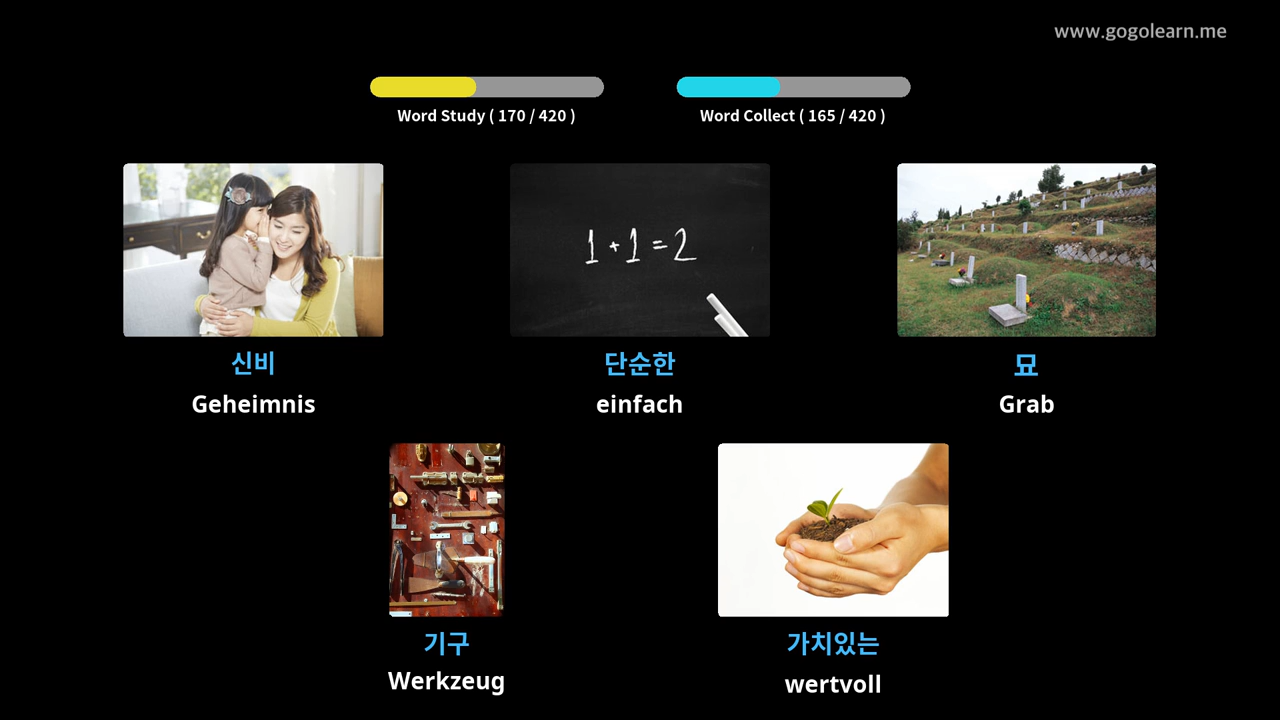 www.gogolearn.me
Word Study ( 170 / 420 )
Word Collect ( 165 / 420 )
1 + 1 = 2
신비
Geheimnis
단순한
einfach
묘
Grab
기구
Werkzeug
가치있는
wertvoll